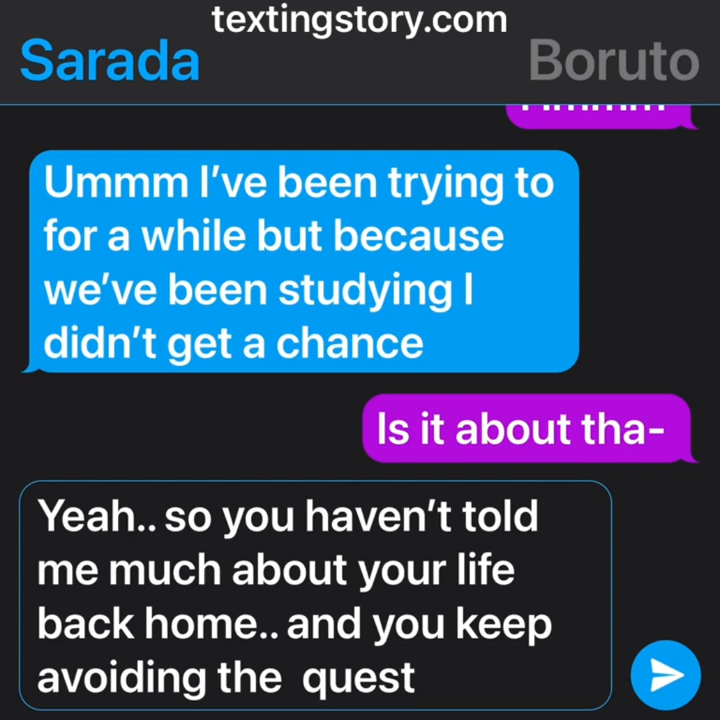 textingstory.com
Sarada
Boruto
Ummm I've been trying to
for a while but because
we've been studying I
didn't get a chance
Is it about tha-
Yeah.. so you haven't told
me much about your life
back home.. and you keep
avoiding the  quest